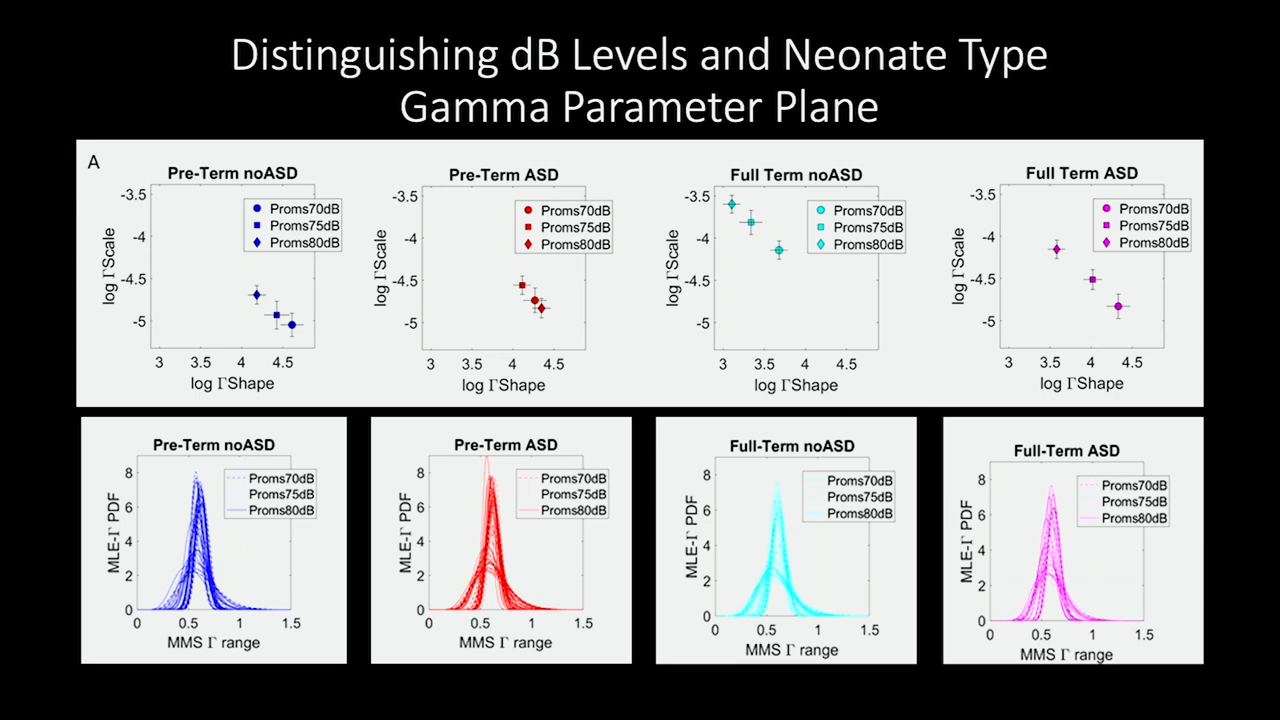 Distinguishing dB Levels and Neonate Type
Gamma Parameter Plane
A
Pre-Term noASD
-3.5
-4
-4.5
-5
log ΓScale
Proms70dB
Proms75dB
Proms80dB
3 3.5 4 4.5
log ΓShape
Pre-Term ASD
-3.5
-4
-4.5
-5
log ΓScale
Proms70dB
Proms75dB
Proms80dB
3 3.5 4 4.5
log ΓShape
Full Term noASD
-3.5
-4
-4.5
-5
log ΓScale
Proms70dB
Proms75dB
Proms80dB
3 3.5 4 4.5
log ΓShape
Full Term ASD
-3.5
-4
-4.5
-5
log ΓScale
Proms70dB
Proms75dB
Proms80dB
3 3.5 4 4.5
log ΓShape
Pre-Term noASD
8
6
4
2
0
MLE-Γ PDF
Proms70dB
Proms75dB
Proms80dB
0 0.5 1 1.5
MMS Γ range
Pre-Term ASD
8
6
4
2
0
MLE-Γ PDF
Proms70dB
Proms75dB
Proms80dB
0 0.5 1 1.5
MMS Γ range
Full-Term noASD
8
6
4
2
0
MLE-Γ PDF
Proms70dB
Proms75dB
Proms80dB
0 0.5 1 1.5
MMS Γ range
Full-Term ASD
8
6
4
2
0
MLE-Γ PDF
Proms70dB
Proms75dB
Proms80dB
0 0.5 1 1.5
MMS Γ range